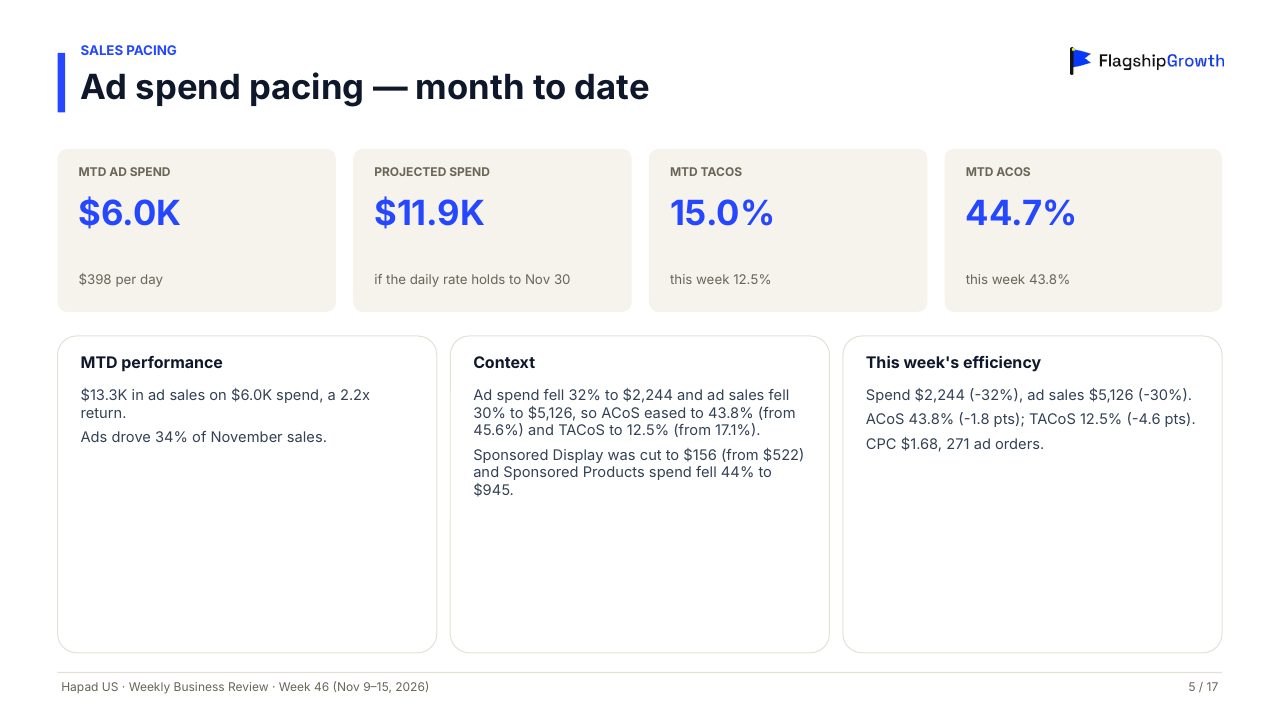 SALES PACING
Ad spend pacing — month to date
FlagshipGrowth
MTD AD SPEND
$6.0K
$398 per day
PROJECTED SPEND
$11.9K
if the daily rate holds to Nov 30
MTD TACOS
15.0%
this week 12.5%
MTD ACOS
44.7%
this week 43.8%
MTD performance
$13.3K in ad sales on $6.0K spend, a 2.2x
return.
Ads drove 34% of November sales.
Context
Ad spend fell 32% to $2,244 and ad sales fell
30% to $5,126, so ACoS eased to 43.8% (from
45.6%) and TACoS to 12.5% (from 17.1%).
Sponsored Display was cut to $156 (from $522)
and Sponsored Products spend fell 44% to
$945.
This week's efficiency
Spend $2,244 (-32%), ad sales $5,126 (-30%).
ACoS 43.8% (-1.8 pts); TACoS 12.5% (-4.6 pts).
CPC $1.68, 271 ad orders.
Hapad US · Weekly Business Review · Week 46 (Nov 9–15, 2026)
5 / 17